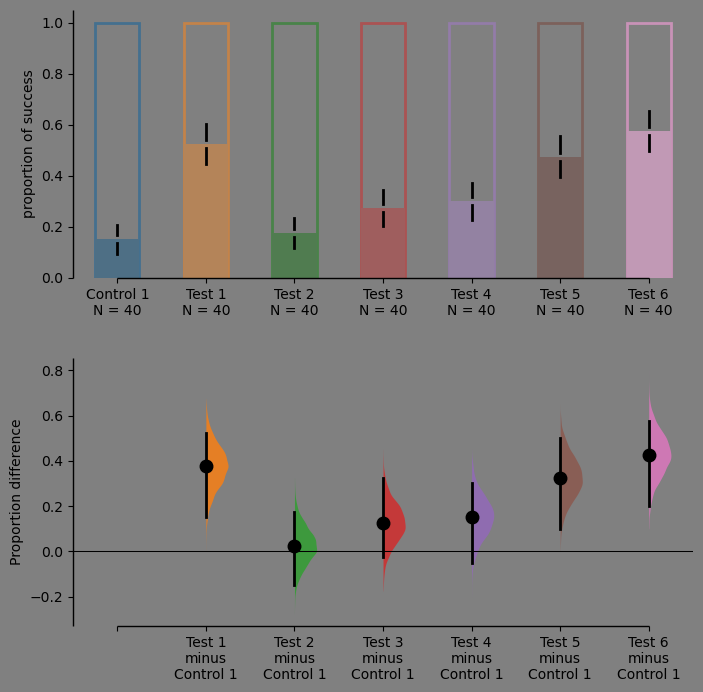 1.0
0.8
0.6
0.4
0.2
0.0
proportion of success
Control 1 Test 1 Test 2 Test 3 Test 4 Test 5 Test 6
N = 40 N = 40 N = 40 N = 40 N = 40 N = 40 N = 40
0.8
0.6
0.4
0.2
0.0
−0.2
Proportion difference
Test 1 Test 2 Test 3 Test 4 Test 5 Test 6
minus minus minus minus minus minus
Control 1 Control 1 Control 1 Control 1 Control 1 Control 1